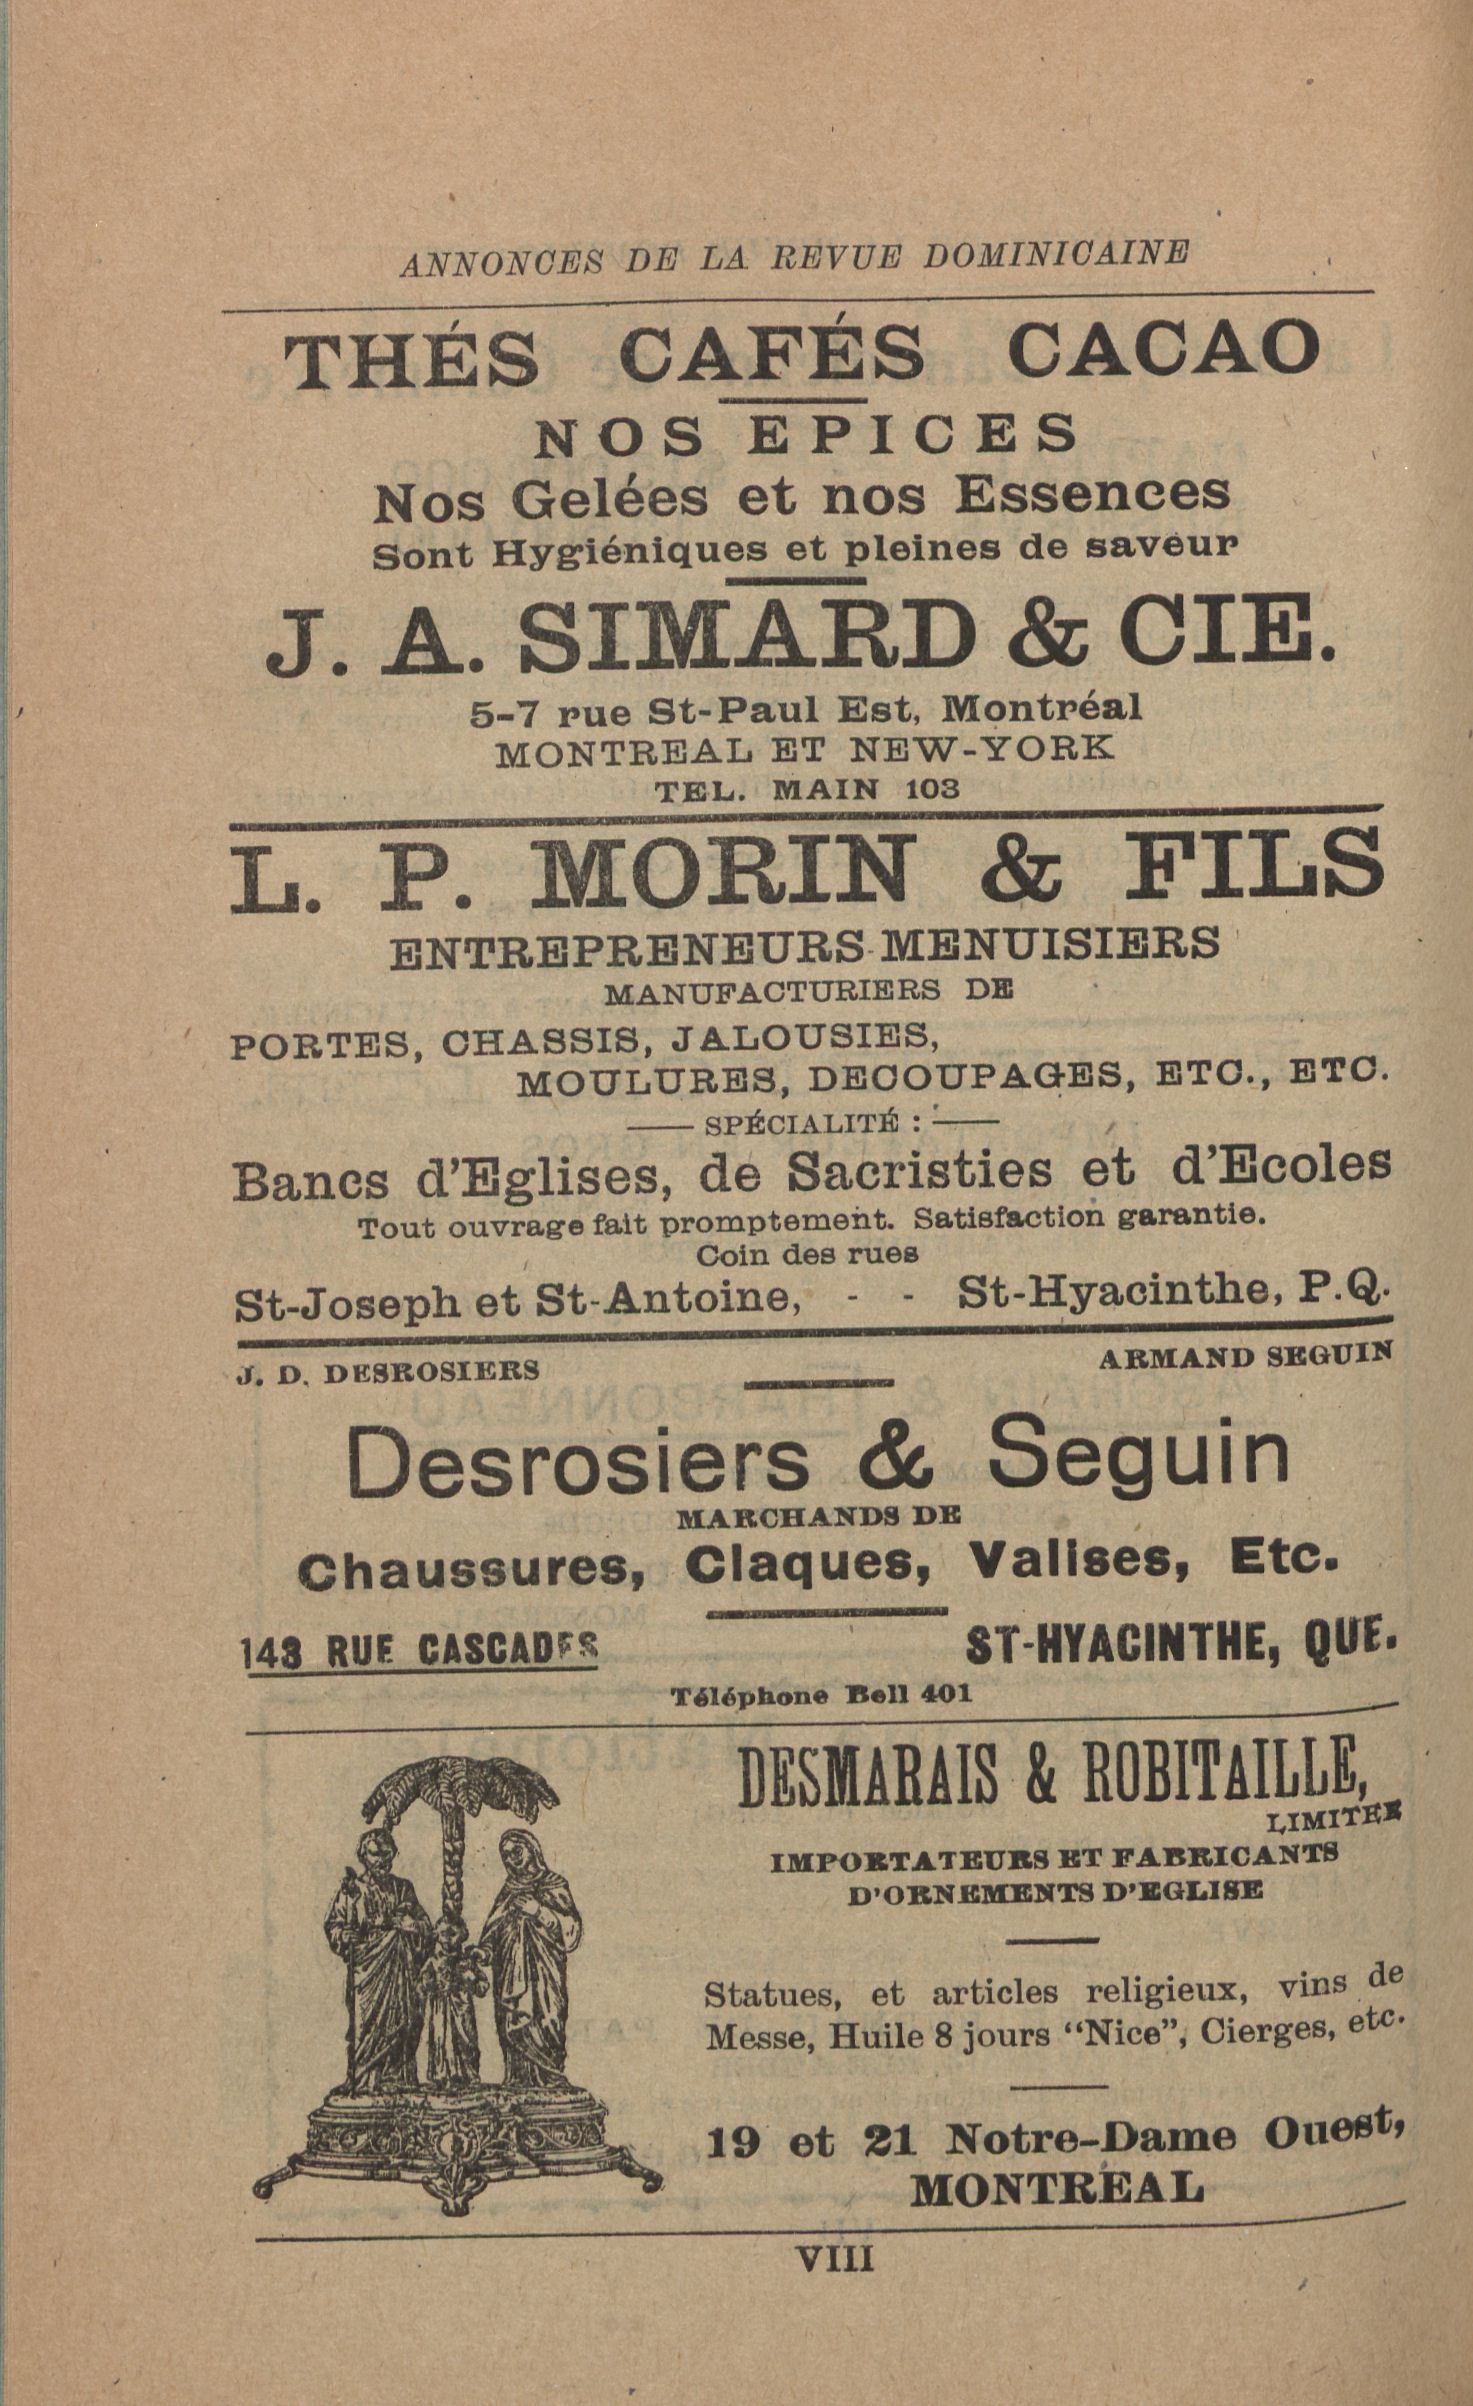 ANNONCES DE LA REVUE DOMINICAINE
THÉS CAFÉS CACAO
NOS EPICES
Nos Gelées et nos Essences
Sont Hygiéniques et pleines de saveur
J. A. SIMARD & CIE.
5-7 rue St-Paul Est, Montréal
MONTREAL ET NEW-YORK
TEL. MAIN 103
L. P. MORIN & FILS
ENTREPRENEURS-MENUISIERS
MANUFACTURIERS DE
PORTES, CHASSIS, JALOUSIES,
MOULURES, DECOUPAGES, ETC., ETC.
SPÉCIALITÉ :
Bancs d'Eglises, de Sacristies et d'Ecoles
Tout ouvrage fait promptement. Satisfaction garantie.
Coin des rues
St-Joseph et St-Antoine, - - St-Hyacinthe, P.Q.
J. D. DESROSIERS ARMAND SEGUIN
Desrosiers & Seguin
MARCHANDS DE
Chaussures, Claques, Valises, Etc.
143 RUE CASCADES ST-HYACINTHE, QUE.
Téléphone Bell 401
DESMARAIS & ROBITAILLE,
LIMITEE
IMPORTATEURS ET FABRICANTS
D'ORNEMENTS D'EGLISE
Statues, et articles religieux, vins de
Messe, Huile 8 jours "Nice", Cierges, etc.
19 et 21 Notre-Dame Ouest,
MONTREAL
VIII